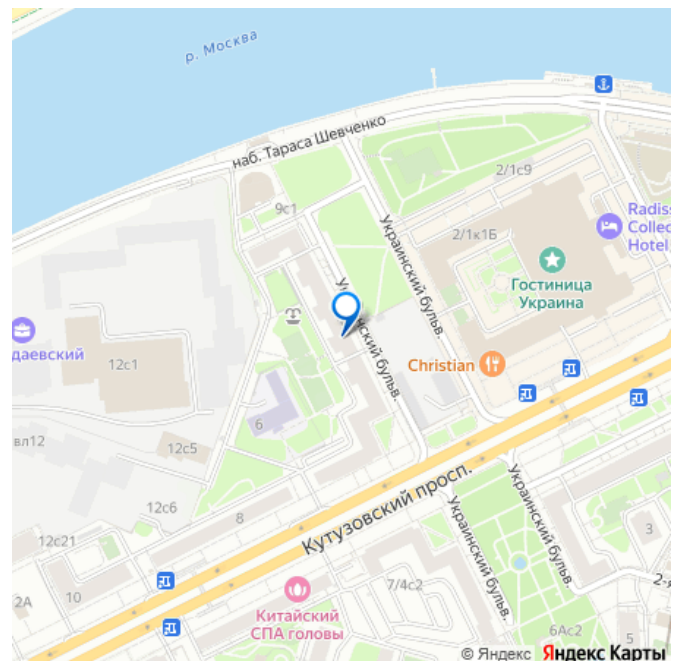 р. Москва
наб. Тараса Шевченко
2/1с9
9с1
Украинский бульв.
2/1к1Б
Radiss
Collec
Hotel
Гостиница
Украина
Украинский бульв.
Christian
даевский
12с1
6
вл12
12с5
12с6
8
Кутузовский просп.
12с21
Украинский бульв.
Украинский бульв.
3
2-я
2А
10
7/4с2
Китайский
СПА головы
6Ас2
5
© Яндекс Яндекс Карты